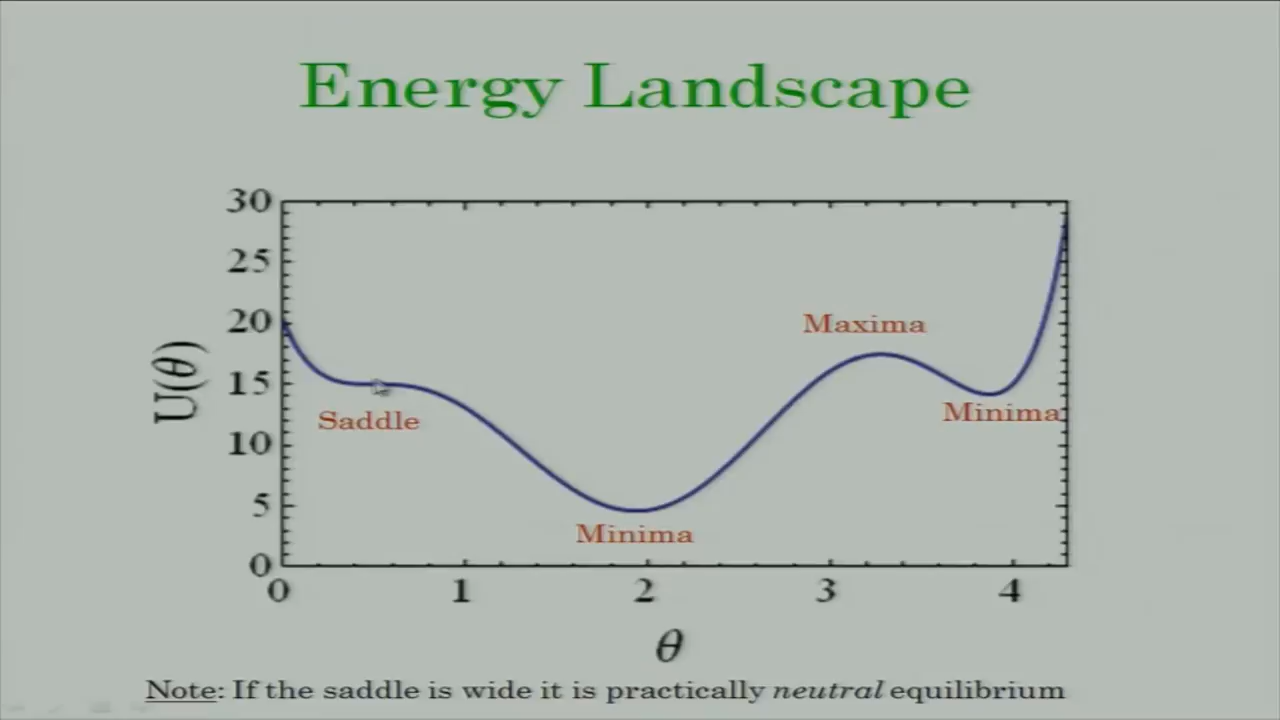 Energy Landscape
30
25
20
15
10
5
0
U(θ)
Maxima
Saddle
Minima
Minima
0 1 2 3 4
θ
Note: If the saddle is wide it is practically neutral equilibrium